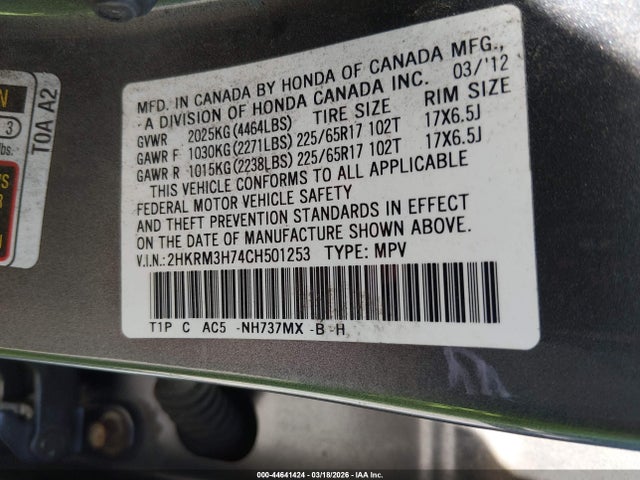 MFD. IN CANADA BY HONDA OF CANADA MFG.,
A DIVISION OF HONDA CANADA INC. 03/'12
GVWR 2025KG(4464LBS) TIRE SIZE RIM SIZE
GAWR F 1030KG(2271LBS) 225/65R17 102T 17X6.5J
GAWR R 1015KG(2238LBS) 225/65R17 102T 17X6.5J
THIS VEHICLE CONFORMS TO ALL APPLICABLE
FEDERAL MOTOR VEHICLE SAFETY
AND THEFT PREVENTION STANDARDS IN EFFECT
ON THE DATE OF MANUFACTURE SHOWN ABOVE.
V.I.N.: 2HKRM3H74CH501253 TYPE: MPV
T1P C AC5 -NH737MX -B H
T0A A2
3
lbs.
000-44641424 | 03/18/2026 | IAA Inc.